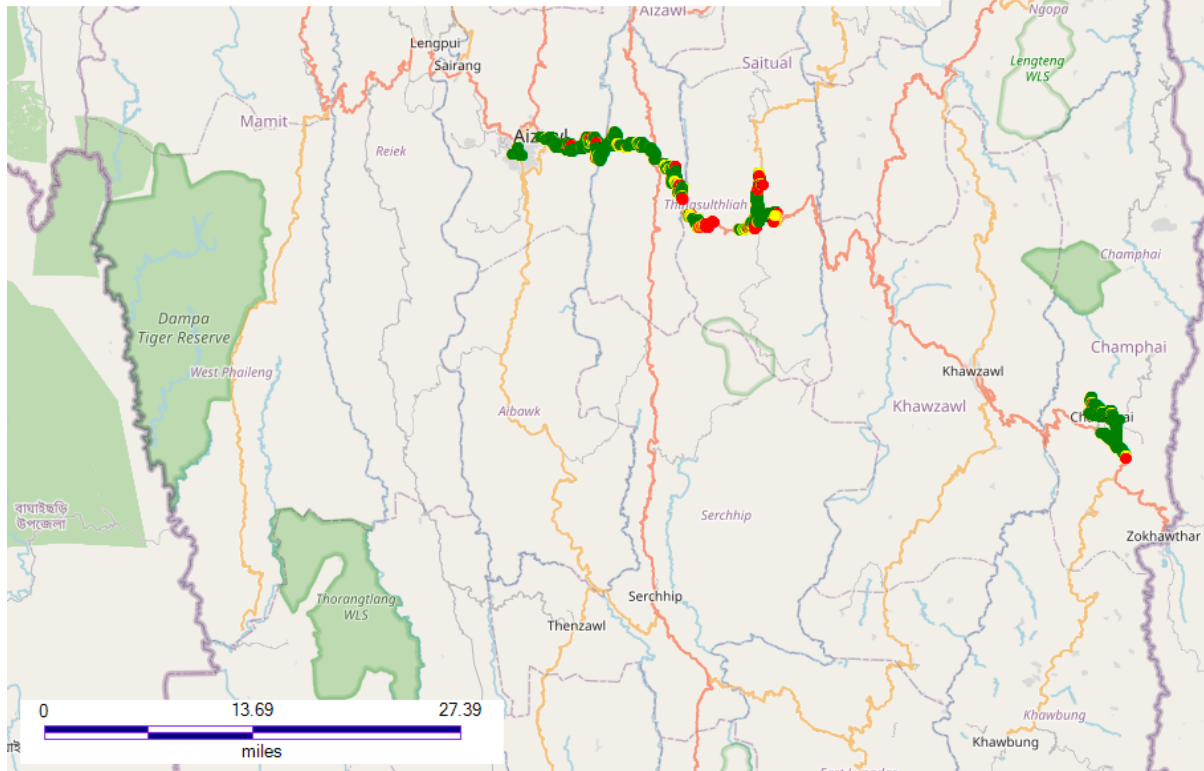 Aizawl
Ngopa
Lengpui
Sairang
Saitual
Lengteng
WLS
Mamit
Reiek
Thingsulthliah
Champhai
Dampa
Tiger Reserve
West Phaileng
Champhai
Khawzawl
Aibawk
Khawzawl
বাঘাইছড়ি
উপজেলা
Serchhip
Zokhawthar
Thorangtlang
WLS
Serchhip
Thenzawl
0
13.69
27.39
miles
Khawbung
Khawbung